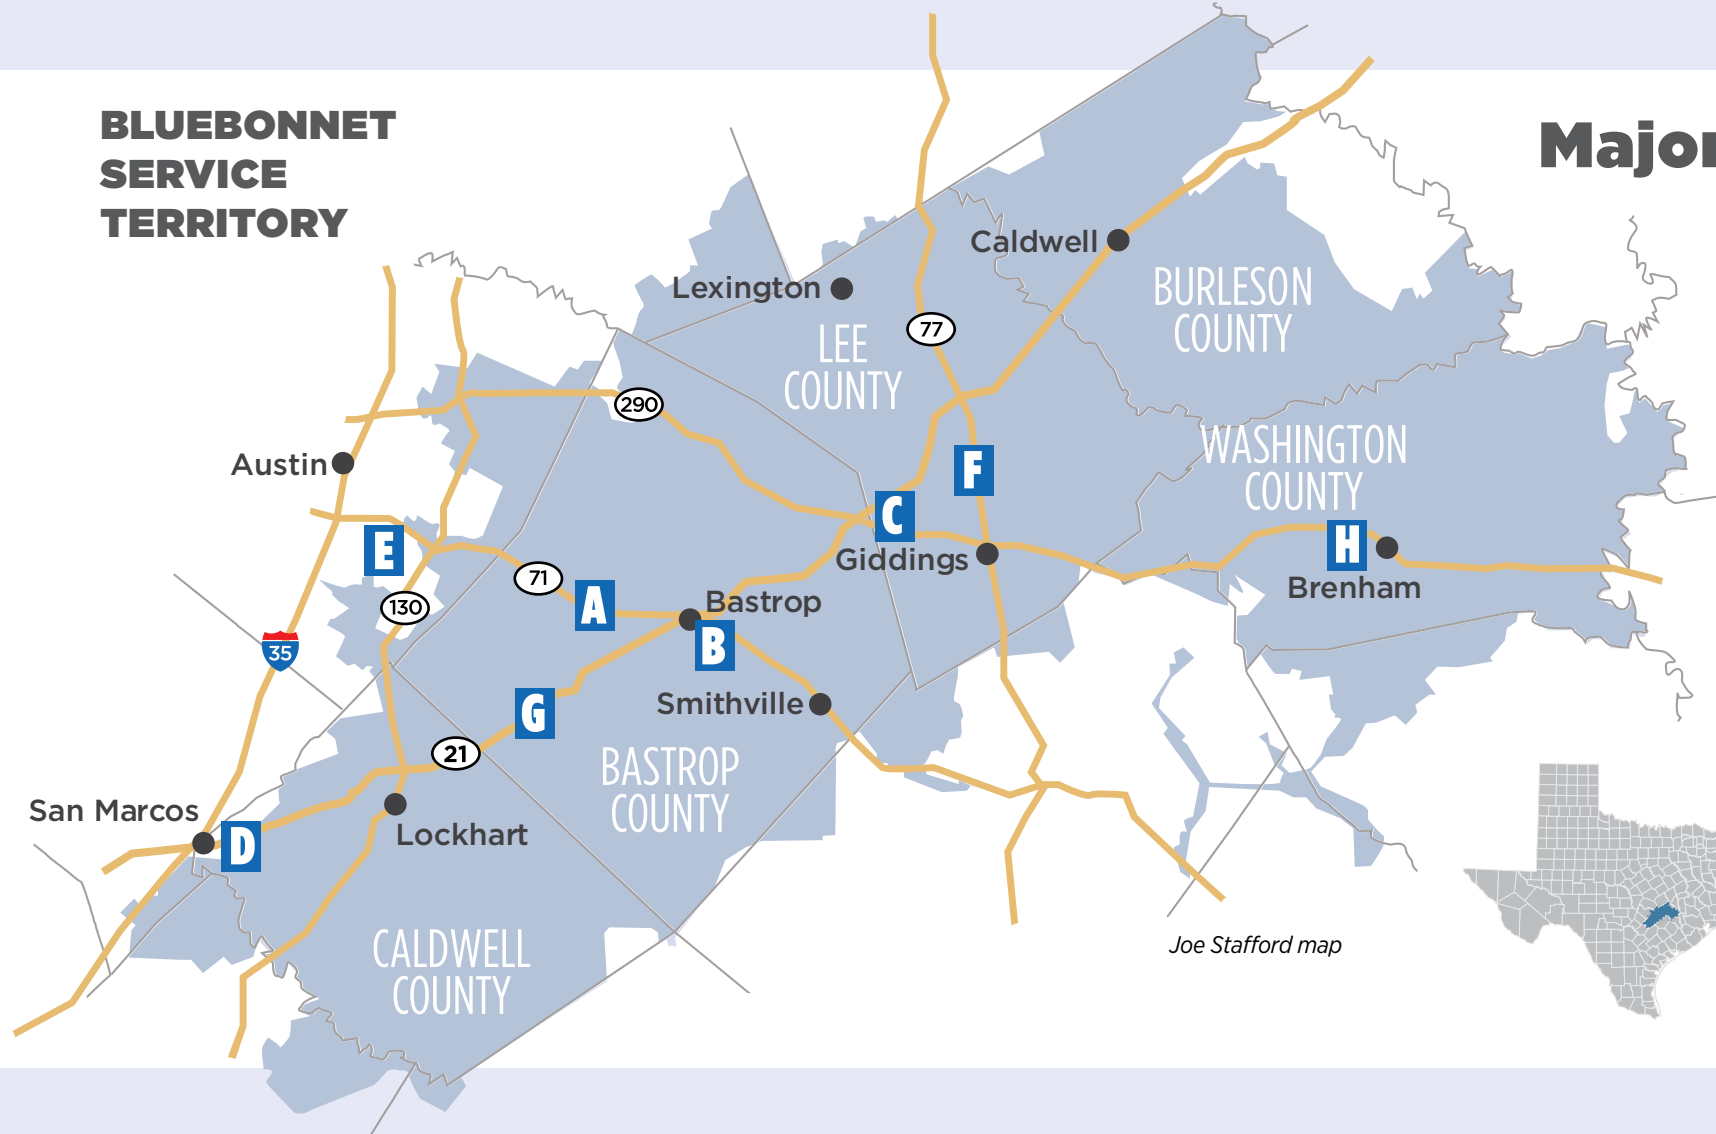 BLUEBONNET
SERVICE
TERRITORY
Major
Caldwell
Lexington
BURLESON
COUNTY
77
LEE
COUNTY
290
WASHINGTON
COUNTY
Austin
F
C
E
H
Giddings
71
Brenham
A
Bastrop
130
B
35
Smithville
G
21
BASTROP
COUNTY
San Marcos
D
Lockhart
CALDWELL
COUNTY
Joe Stafford map